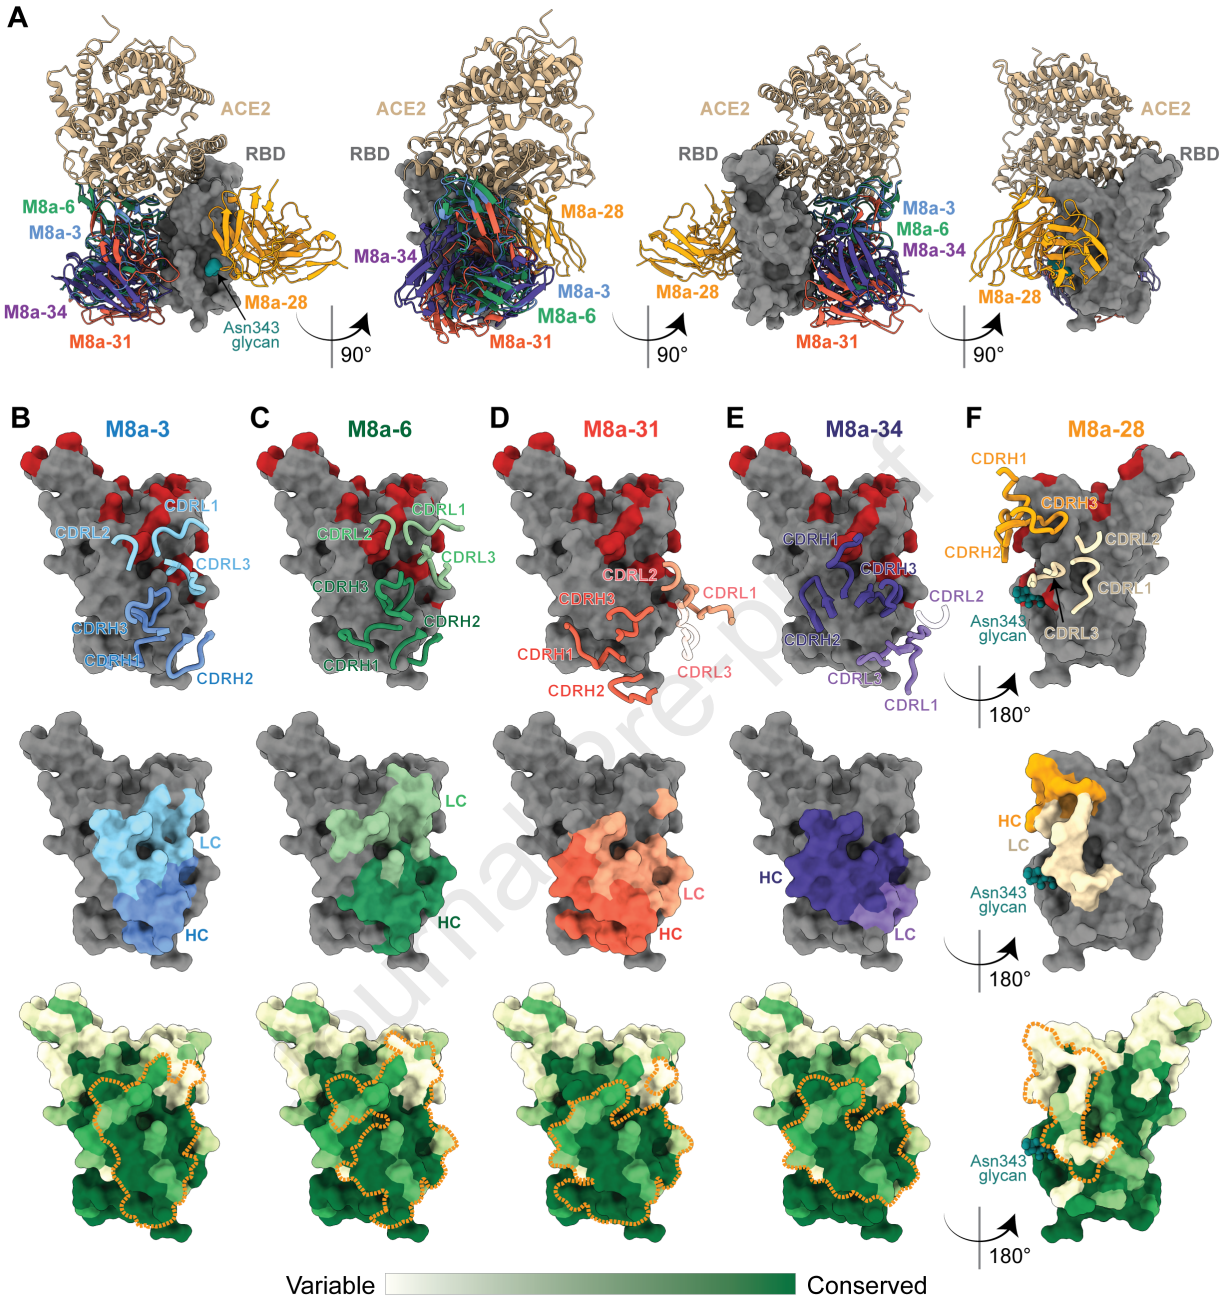 A
ACE2
RBD
M8a-6
M8a-3
M8a-34
M8a-31
M8a-28
Asn343
glycan
90°
ACE2
RBD
M8a-28
M8a-34
M8a-3
M8a-6
M8a-31
90°
ACE2
RBD
M8a-3
M8a-6
M8a-34
M8a-28
M8a-31
90°
ACE2
RBD
M8a-28
B
M8a-3
CDRL1
CDRL2
CDRL3
CDRH3
CDRH1
CDRH2
LC
HC
C
M8a-6
CDRL1
CDRL2
CDRL3
CDRH3
CDRH2
CDRH1
LC
HC
D
M8a-31
CDRL2
CDRL1
CDRH3
CDRH1
CDRL3
CDRH2
LC
HC
E
M8a-34
CDRH1
CDRH3
CDRL2
CDRH2
CDRL3
CDRL1
HC
LC
F
M8a-28
CDRH1
CDRH3
CDRH2
CDRL2
CDRL1
Asn343
glycan
CDRL3
180°
HC
LC
Asn343
glycan
180°
Asn343
glycan
180°
Variable
Conserved
Journal Pre-proof